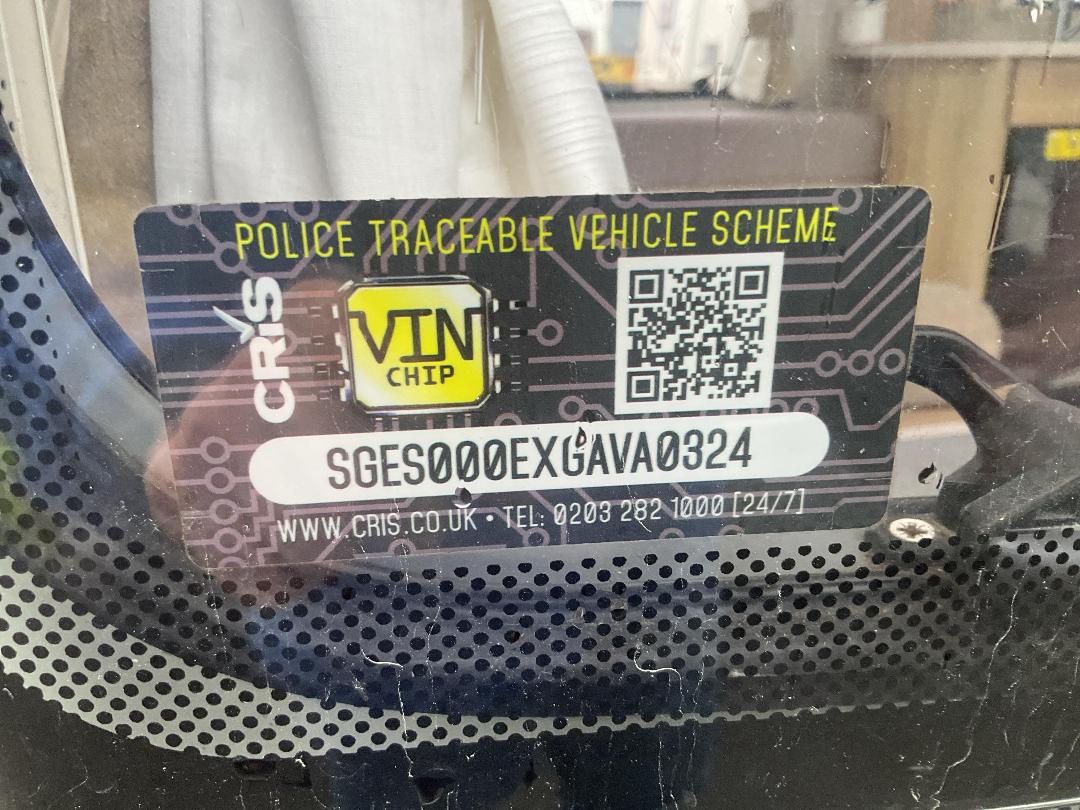 POLICE TRACEABLE VEHICLE SCHEME
CRiS
VIN
CHIP
SGES000EXGAVA0324
WWW.CRIS.CO.UK • TEL: 0203 282 1000 [24/7]